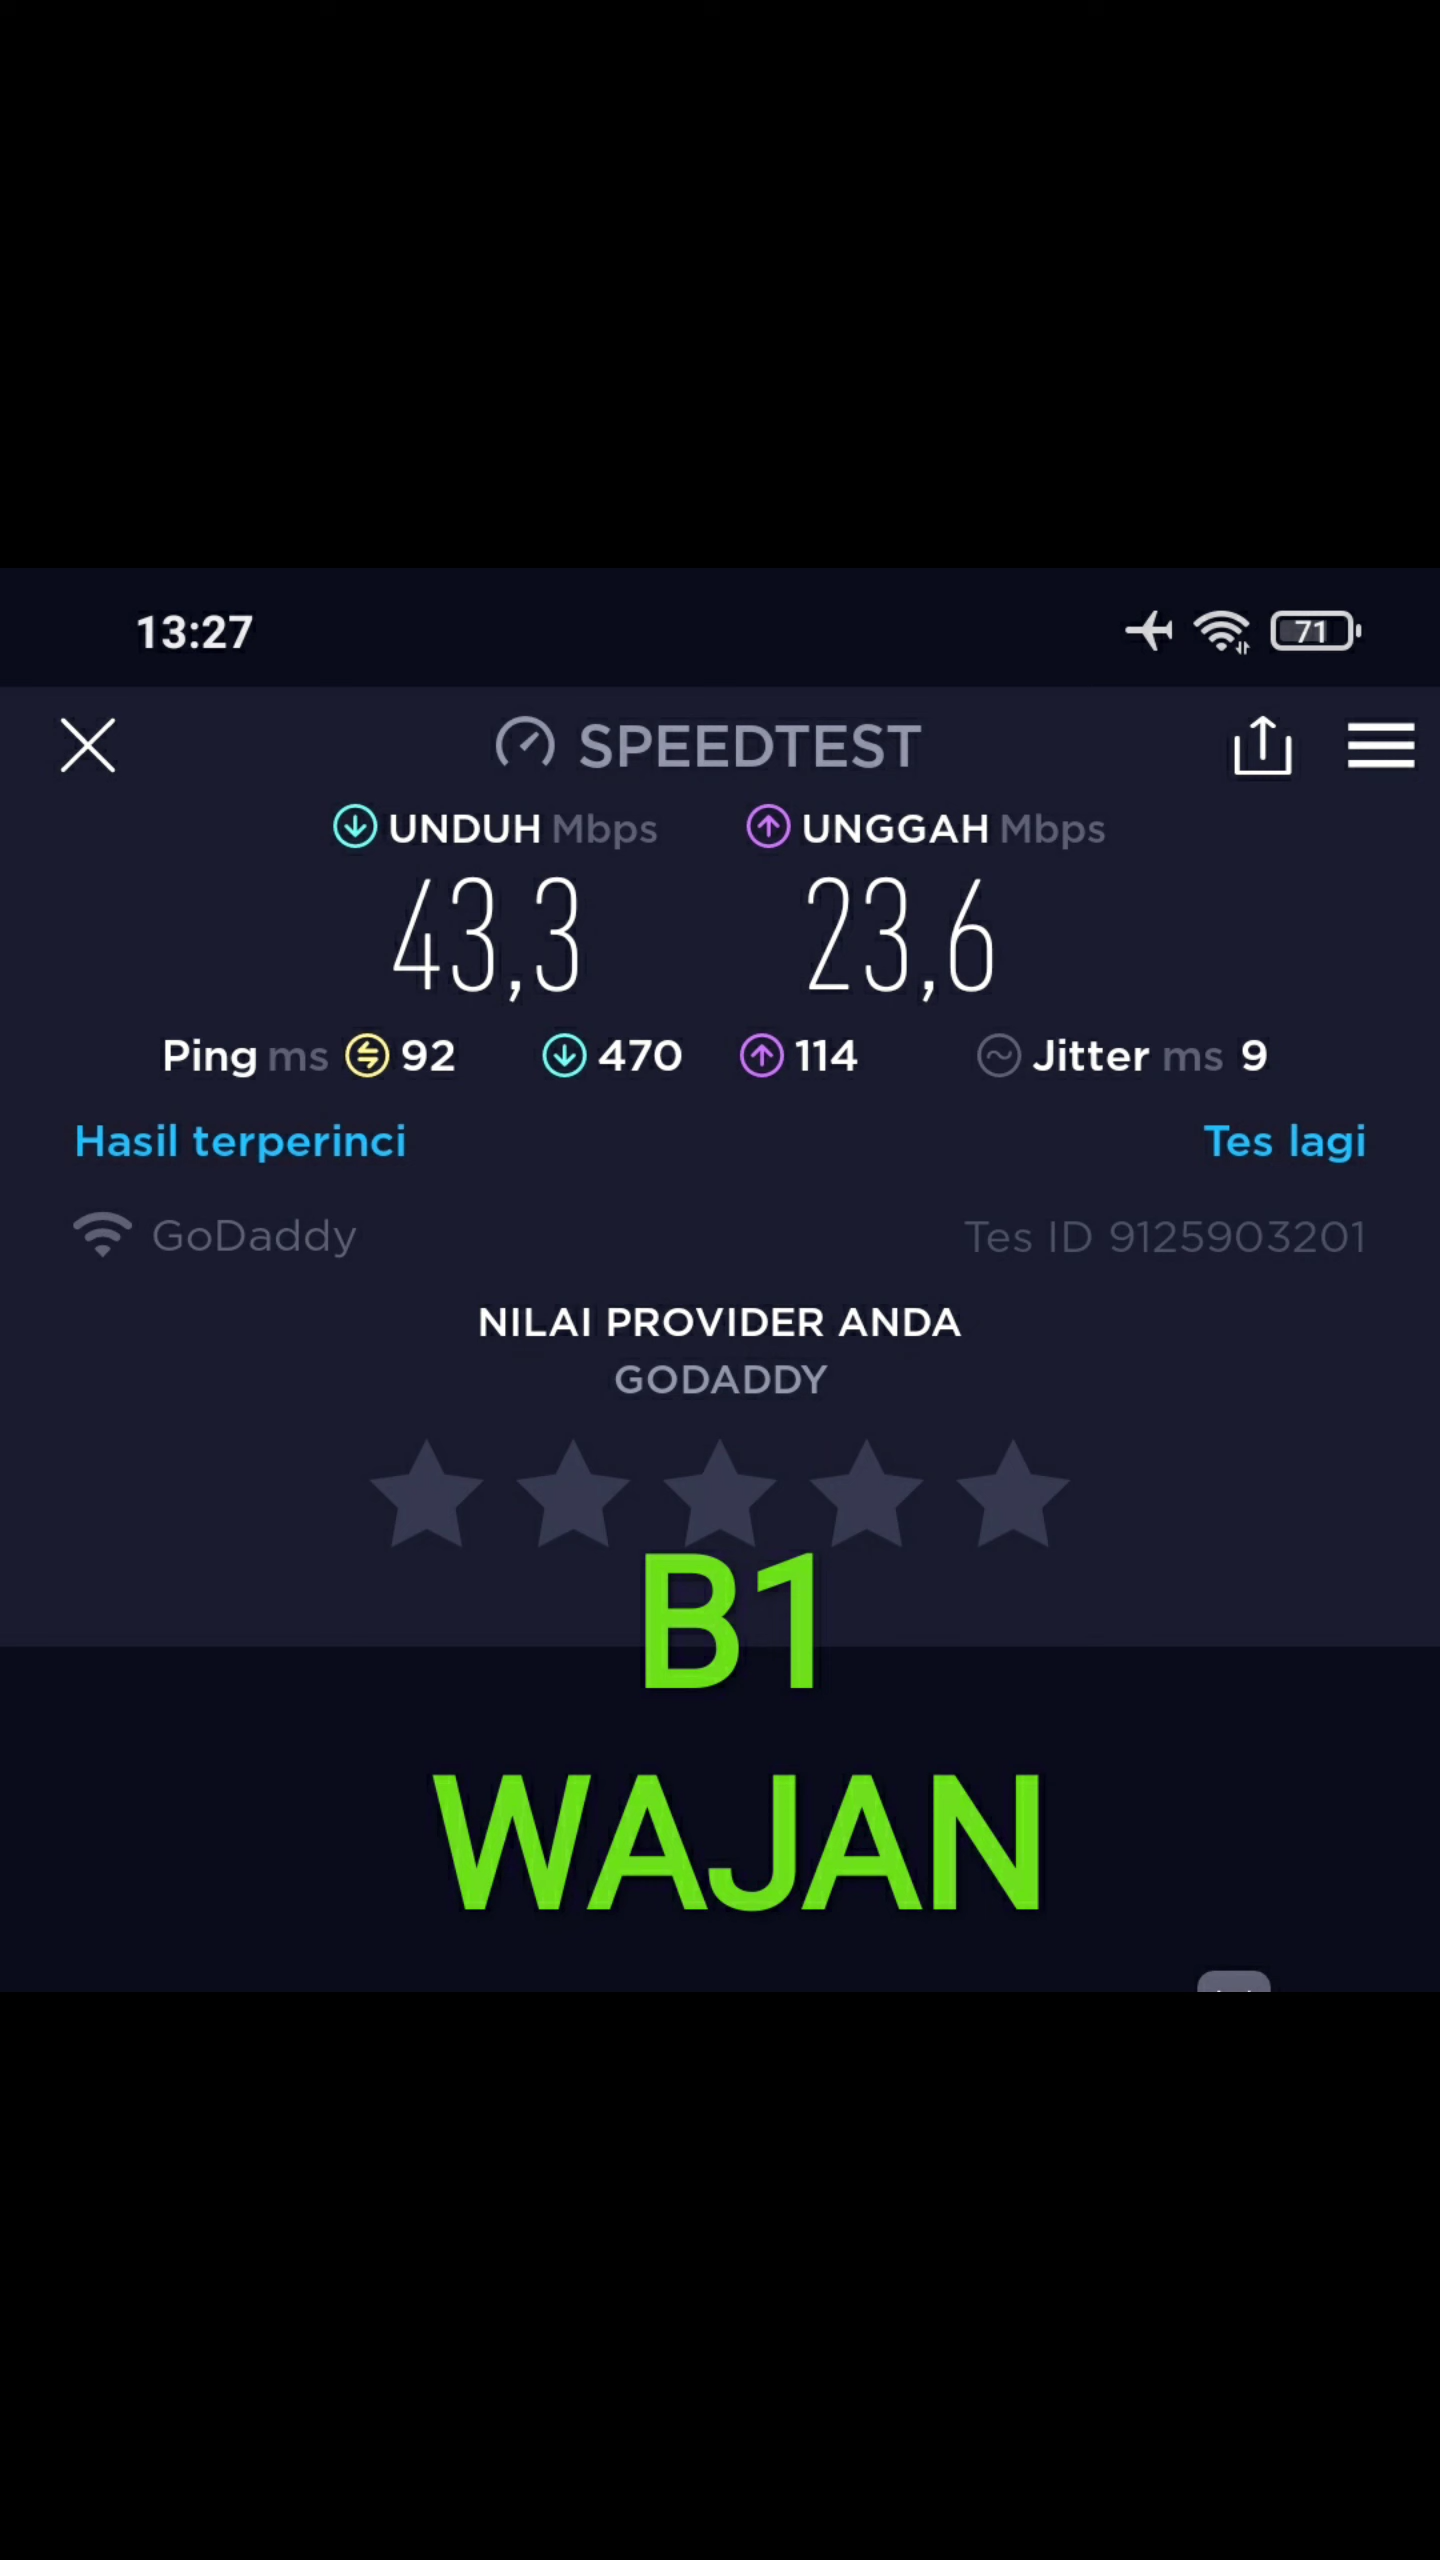 13:27 71
SPEEDTEST
UNDUH Mbps UNGGAH Mbps
43,3 23,6
Ping ms 92 470 114 Jitter ms 9
Hasil terperinci Tes lagi
GoDaddy Tes ID 9125903201
NILAI PROVIDER ANDA
GODADDY
B1
WAJAN